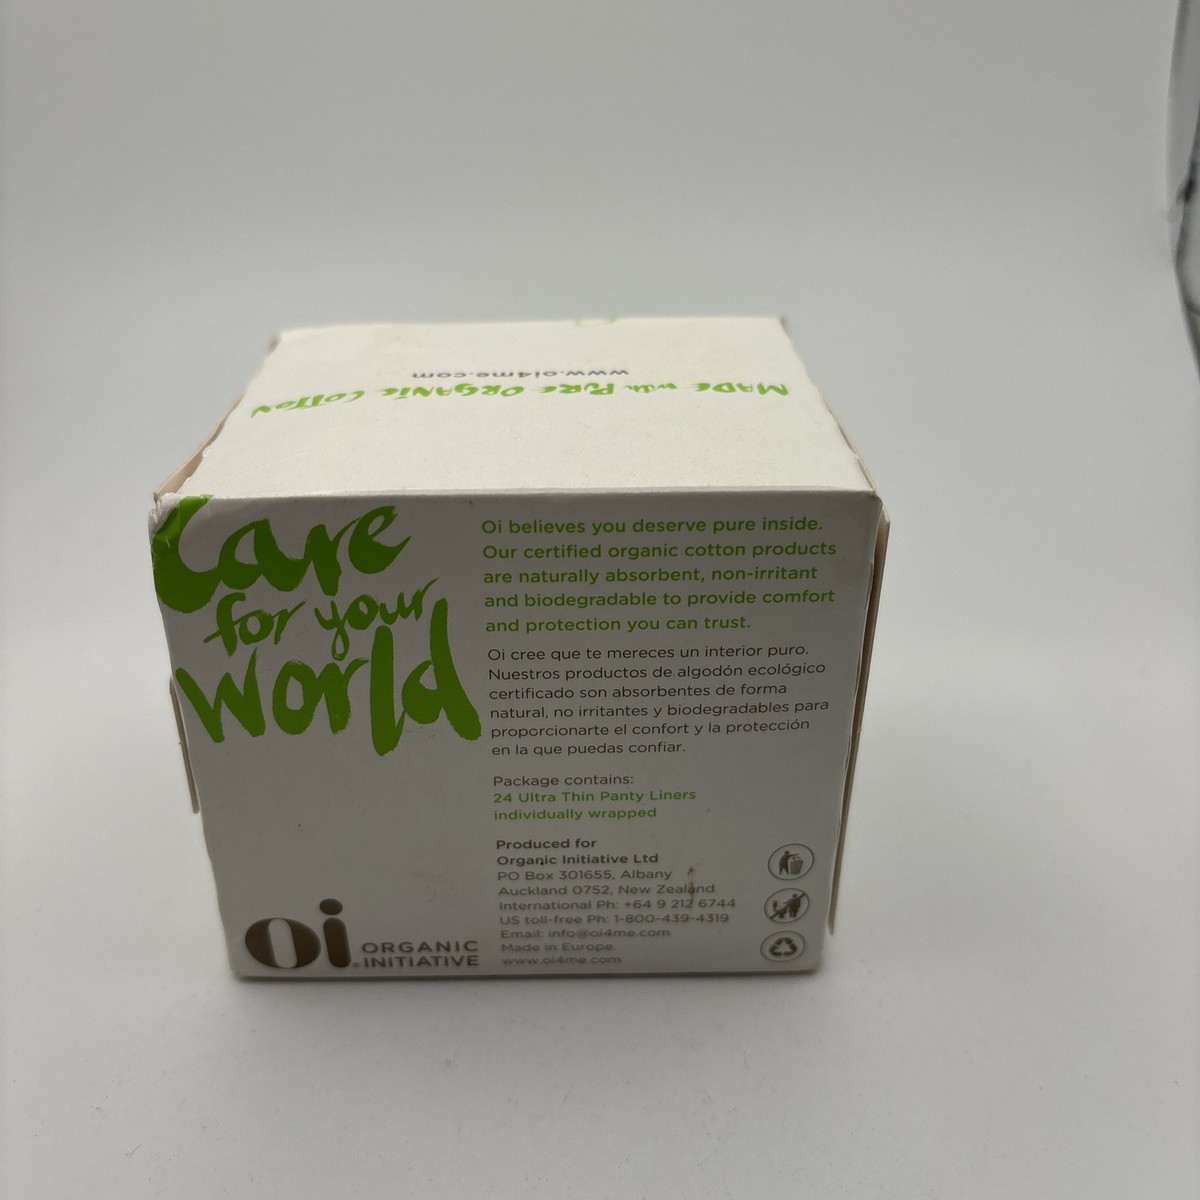 www.oi4me.com
MADE with PURE ORGANIC COTTON
Care
for your
world
Oi believes you deserve pure inside.
Our certified organic cotton products
are naturally absorbent, non-irritant
and biodegradable to provide comfort
and protection you can trust.
Oi cree que te mereces un interior puro.
Nuestros productos de algodón ecológico
certificado son absorbentes de forma
natural, no irritantes y biodegradables para
proporcionarte el confort y la protección
en la que puedas confiar.
Package contains:
24 Ultra Thin Panty Liners
individually wrapped
Produced for
Organic Initiative Ltd
PO Box 301655, Albany
Auckland 0752, New Zealand
International Ph: +64 9 212 6744
US toll-free Ph: 1-800-439-4319
Email: info@oi4me.com
Made in Europe.
www.oi4me.com
oi ORGANIC
INITIATIVE